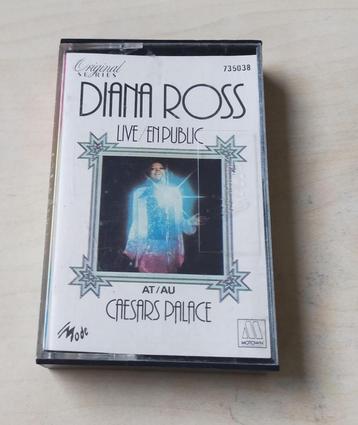 Original
SERIES
735038
DIANA ROSS
LIVE/EN PUBLIC
AT/AU
CAESARS PALACE
Mode
M
MOTOWN